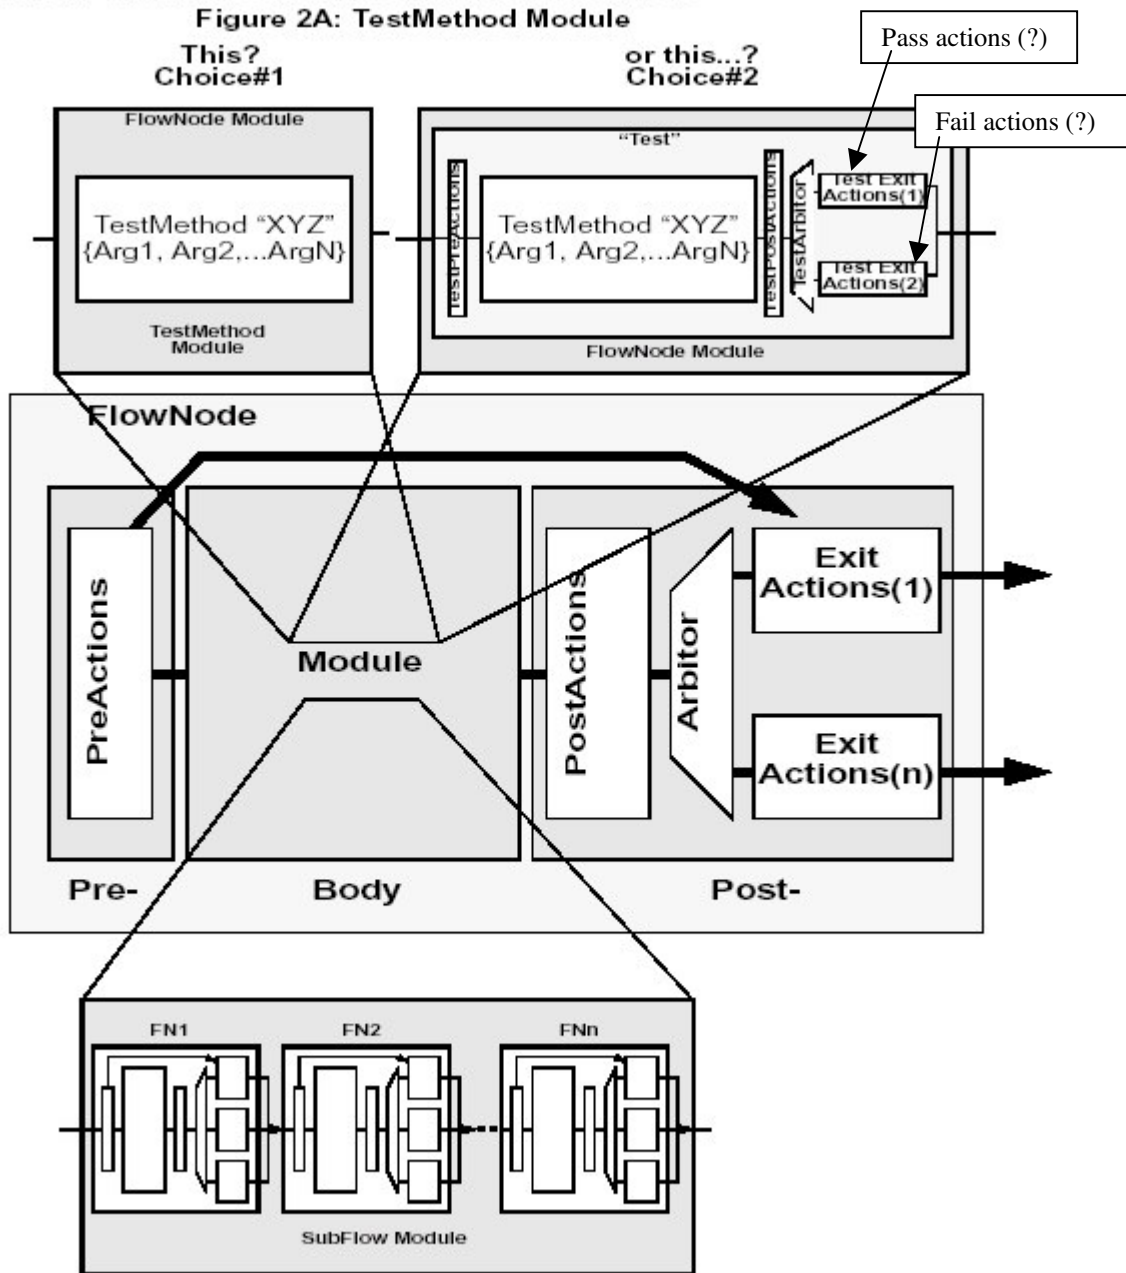 Figure 2A: TestMethod Module
This?
Choice#1
or this...?
Choice#2
Pass actions (?)
Fail actions (?)
FlowNode Module
TestMethod “XYZ”
{Arg1, Arg2,...ArgN}
TestMethod
Module
“Test”
TestPreActions
TestMethod “XYZ”
{Arg1, Arg2,...ArgN}
TestPostActions
TestArbitor
Test Exit
Actions(1)
Test Exit
Actions(2)
FlowNode Module
FlowNode
PreActions
Module
PostActions
Arbitor
Exit
Actions(1)
Exit
Actions(n)
Pre-
Body
Post-
FN1
FN2
FNn
SubFlow Module